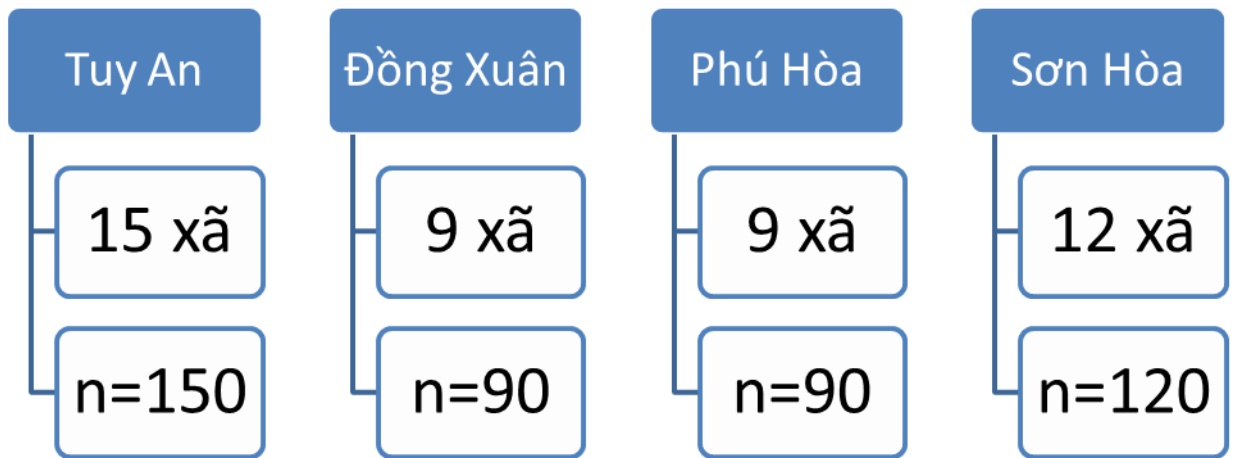 Tuy An
15 xã
n=150
Đồng Xuân
9 xã
n=90
Phú Hòa
9 xã
n=90
Sơn Hòa
12 xã
n=120